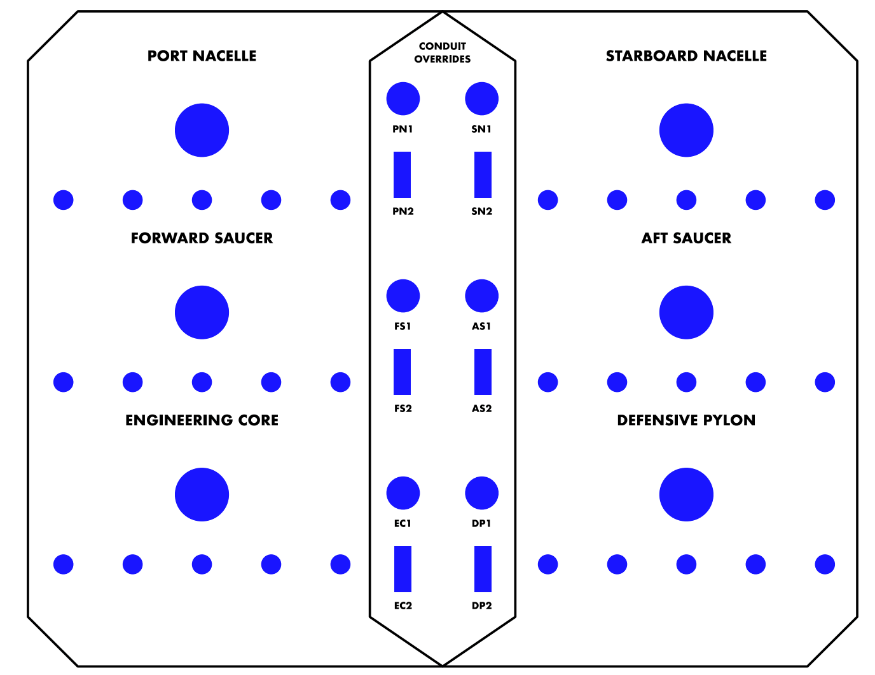 PORT NACELLE
CONDUIT
OVERRIDES
STARBOARD NACELLE
PN1
SN1
PN2
SN2
FORWARD SAUCER
AFT SAUCER
FS1
AS1
FS2
AS2
ENGINEERING CORE
DEFENSIVE PYLON
EC1
DP1
EC2
DP2